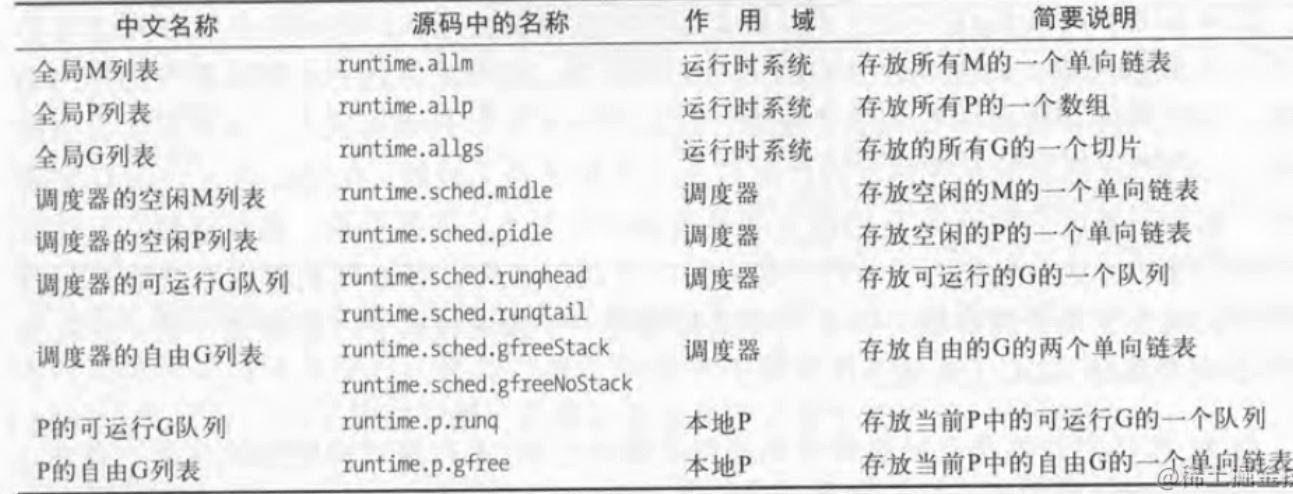 中文名称 源码中的名称 作用域 简要说明
全局M列表 runtime.allm 运行时系统 存放所有M的一个单向链表
全局P列表 runtime.allp 运行时系统 存放所有P的一个数组
全局G列表 runtime.allgs 运行时系统 存放的所有G的一个切片
调度器的空闲M列表 runtime.sched.midle 调度器 存放空闲的M的一个单向链表
调度器的空闲P列表 runtime.sched.pidle 调度器 存放空闲的P的一个单向链表
调度器的可运行G队列 runtime.sched.runqhead 调度器 存放可运行的G的一个队列
runtime.sched.runqtail
调度器的自由G列表 runtime.sched.gfreeStack 调度器 存放自由的G的两个单向链表
runtime.sched.gfreeNoStack
P的可运行G队列 runtime.p.runq 本地P 存放当前P中的可运行G的一个队列
P的自由G列表 runtime.p.gfree 本地P 存放当前P中的自由G的一个单向链表
@稀土掘金技